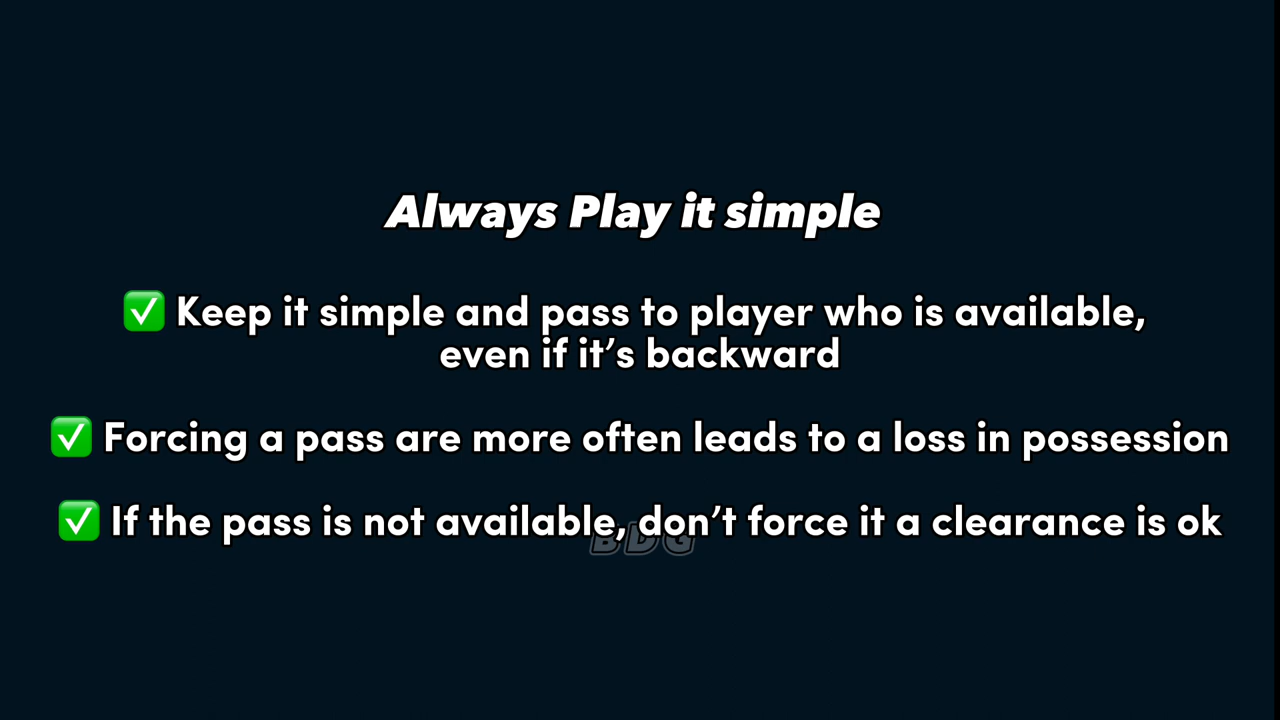 Always Play it simple
✅ Keep it simple and pass to player who is available,
even if it’s backward
✅ Forcing a pass are more often leads to a loss in possession
✅ If the pass is not available, don’t force it a clearance is ok
BDG